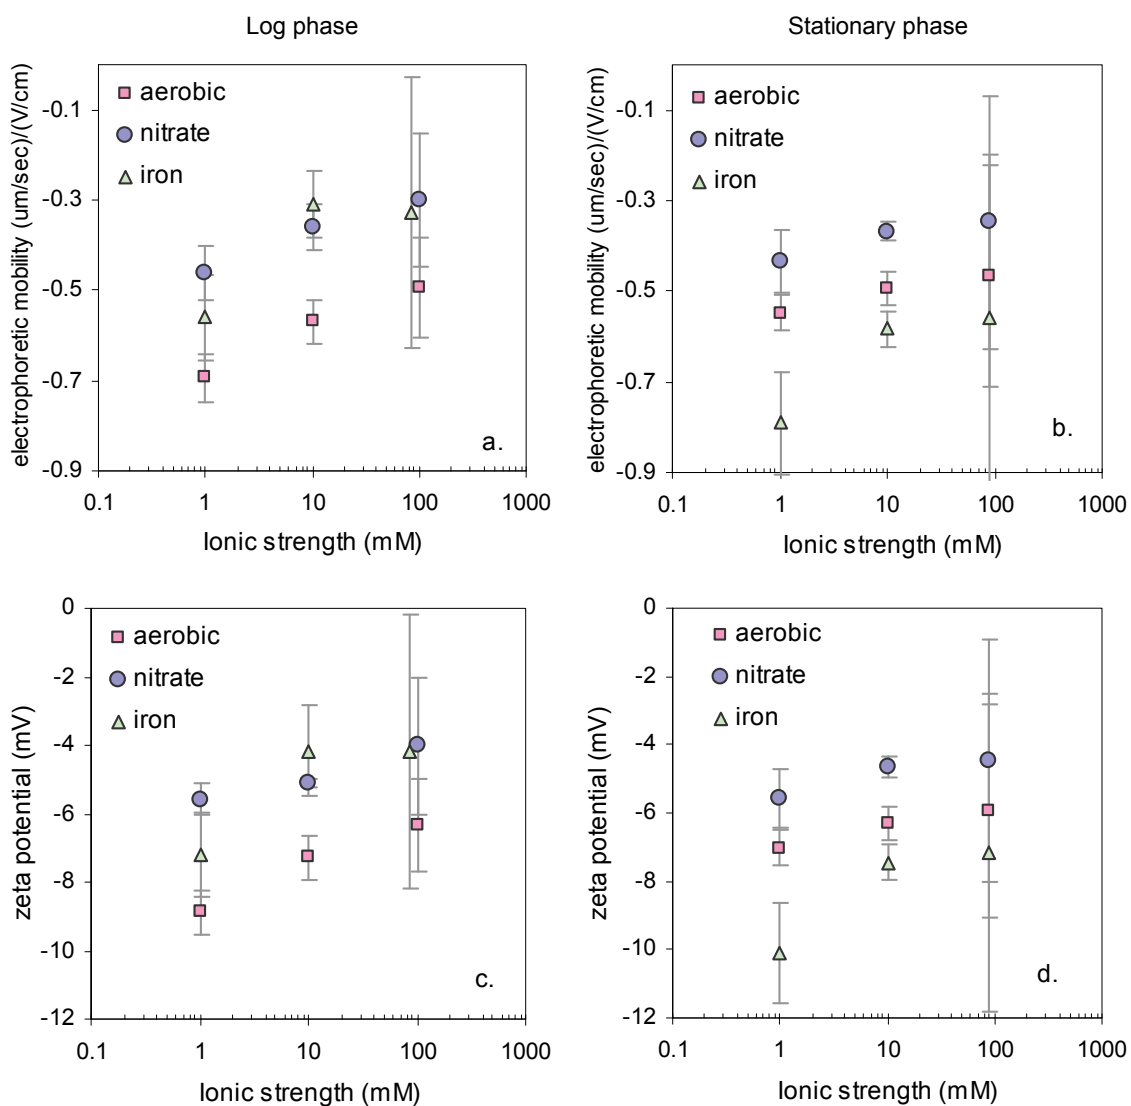 Log phase
Stationary phase
aerobic
nitrate
iron
-0.1
-0.3
-0.5
-0.7
-0.9
electrophoretic mobility (um/sec)/(V/cm)
a.
0.1 1 10 100 1000
Ionic strength (mM)
aerobic
nitrate
iron
-0.1
-0.3
-0.5
-0.7
-0.9
electrophoretic mobility (um/sec)/(V/cm)
b.
0.1 1 10 100 1000
Ionic strength (mM)
aerobic
nitrate
iron
0
-2
-4
-6
-8
-10
-12
zeta potential (mV)
c.
0.1 1 10 100 1000
Ionic strength (mM)
aerobic
nitrate
iron
0
-2
-4
-6
-8
-10
-12
zeta potential (mV)
d.
0.1 1 10 100 1000
Ionic strength (mM)